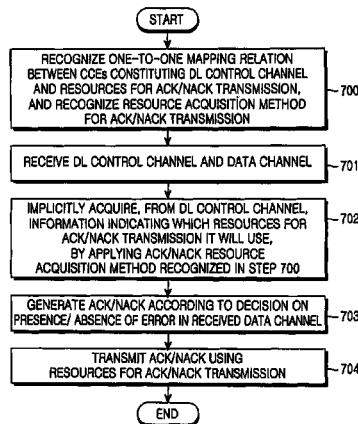 START
RECOGNIZE ONE-TO-ONE MAPPING RELATION
BETWEEN CCEs CONSTITUTING DL CONTROL CHANNEL
AND RESOURCES FOR ACK/NACK TRANSMISSION,
AND RECOGNIZE RESOURCE ACQUISITION METHOD
FOR ACK/NACK TRANSMISSION
700
RECEIVE DL CONTROL CHANNEL AND DATA CHANNEL
701
IMPLICITLY ACQUIRE, FROM DL CONTROL CHANNEL,
INFORMATION INDICATING WHICH RESOURCES FOR
ACK/NACK TRANSMISSION IT WILL USE,
BY APPLYING ACK/NACK RESOURCE
ACQUISITION METHOD RECOGNIZED IN STEP 700
702
GENERATE ACK/NACK ACCORDING TO DECISION ON
PRESENCE/ ABSENCE OF ERROR IN RECEIVED DATA CHANNEL
703
TRANSMIT ACK/NACK USING
RESOURCES FOR ACK/NACK TRANSMISSION
704
END